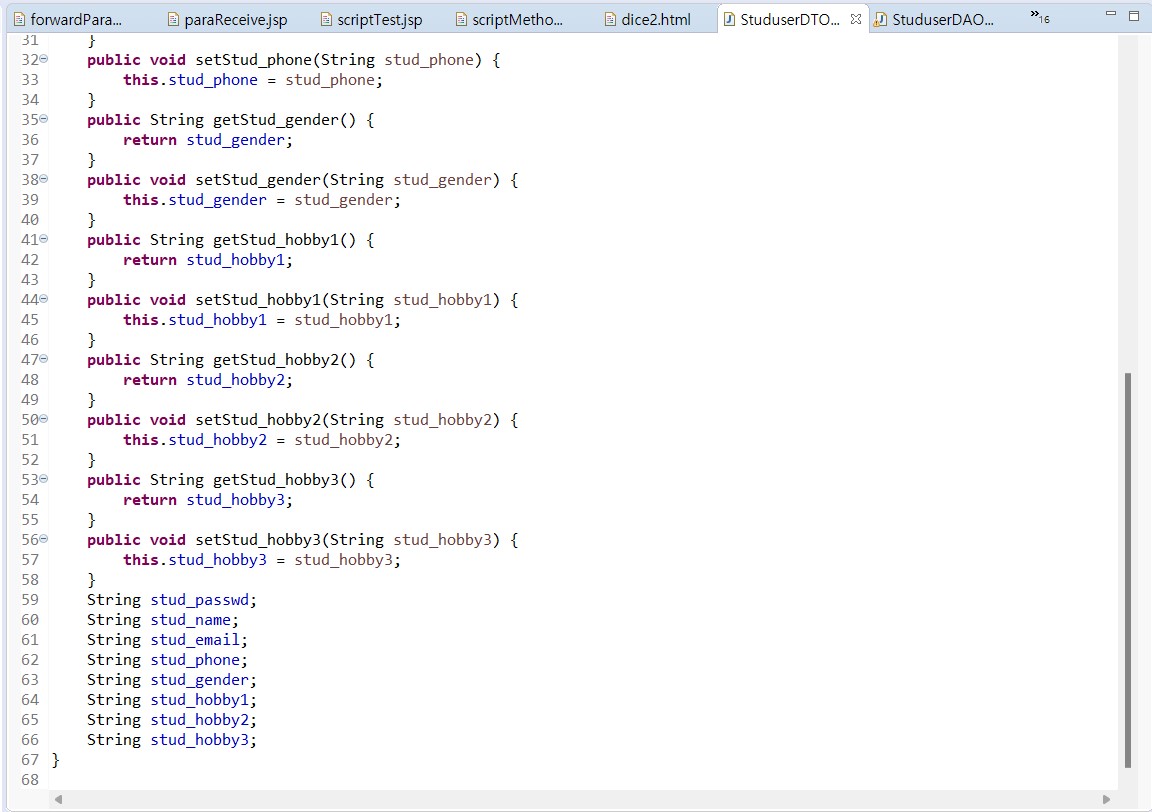 forwardPara... paraReceive.jsp scriptTest.jsp scriptMetho... dice2.html StuduserDTO... StuduserDAO... »16
31 }
32 public void setStud_phone(String stud_phone) {
33 this.stud_phone = stud_phone;
34 }
35 public String getStud_gender() {
36 return stud_gender;
37 }
38 public void setStud_gender(String stud_gender) {
39 this.stud_gender = stud_gender;
40 }
41 public String getStud_hobby1() {
42 return stud_hobby1;
43 }
44 public void setStud_hobby1(String stud_hobby1) {
45 this.stud_hobby1 = stud_hobby1;
46 }
47 public String getStud_hobby2() {
48 return stud_hobby2;
49 }
50 public void setStud_hobby2(String stud_hobby2) {
51 this.stud_hobby2 = stud_hobby2;
52 }
53 public String getStud_hobby3() {
54 return stud_hobby3;
55 }
56 public void setStud_hobby3(String stud_hobby3) {
57 this.stud_hobby3 = stud_hobby3;
58 }
59 String stud_passwd;
60 String stud_name;
61 String stud_email;
62 String stud_phone;
63 String stud_gender;
64 String stud_hobby1;
65 String stud_hobby2;
66 String stud_hobby3;
67 }
68